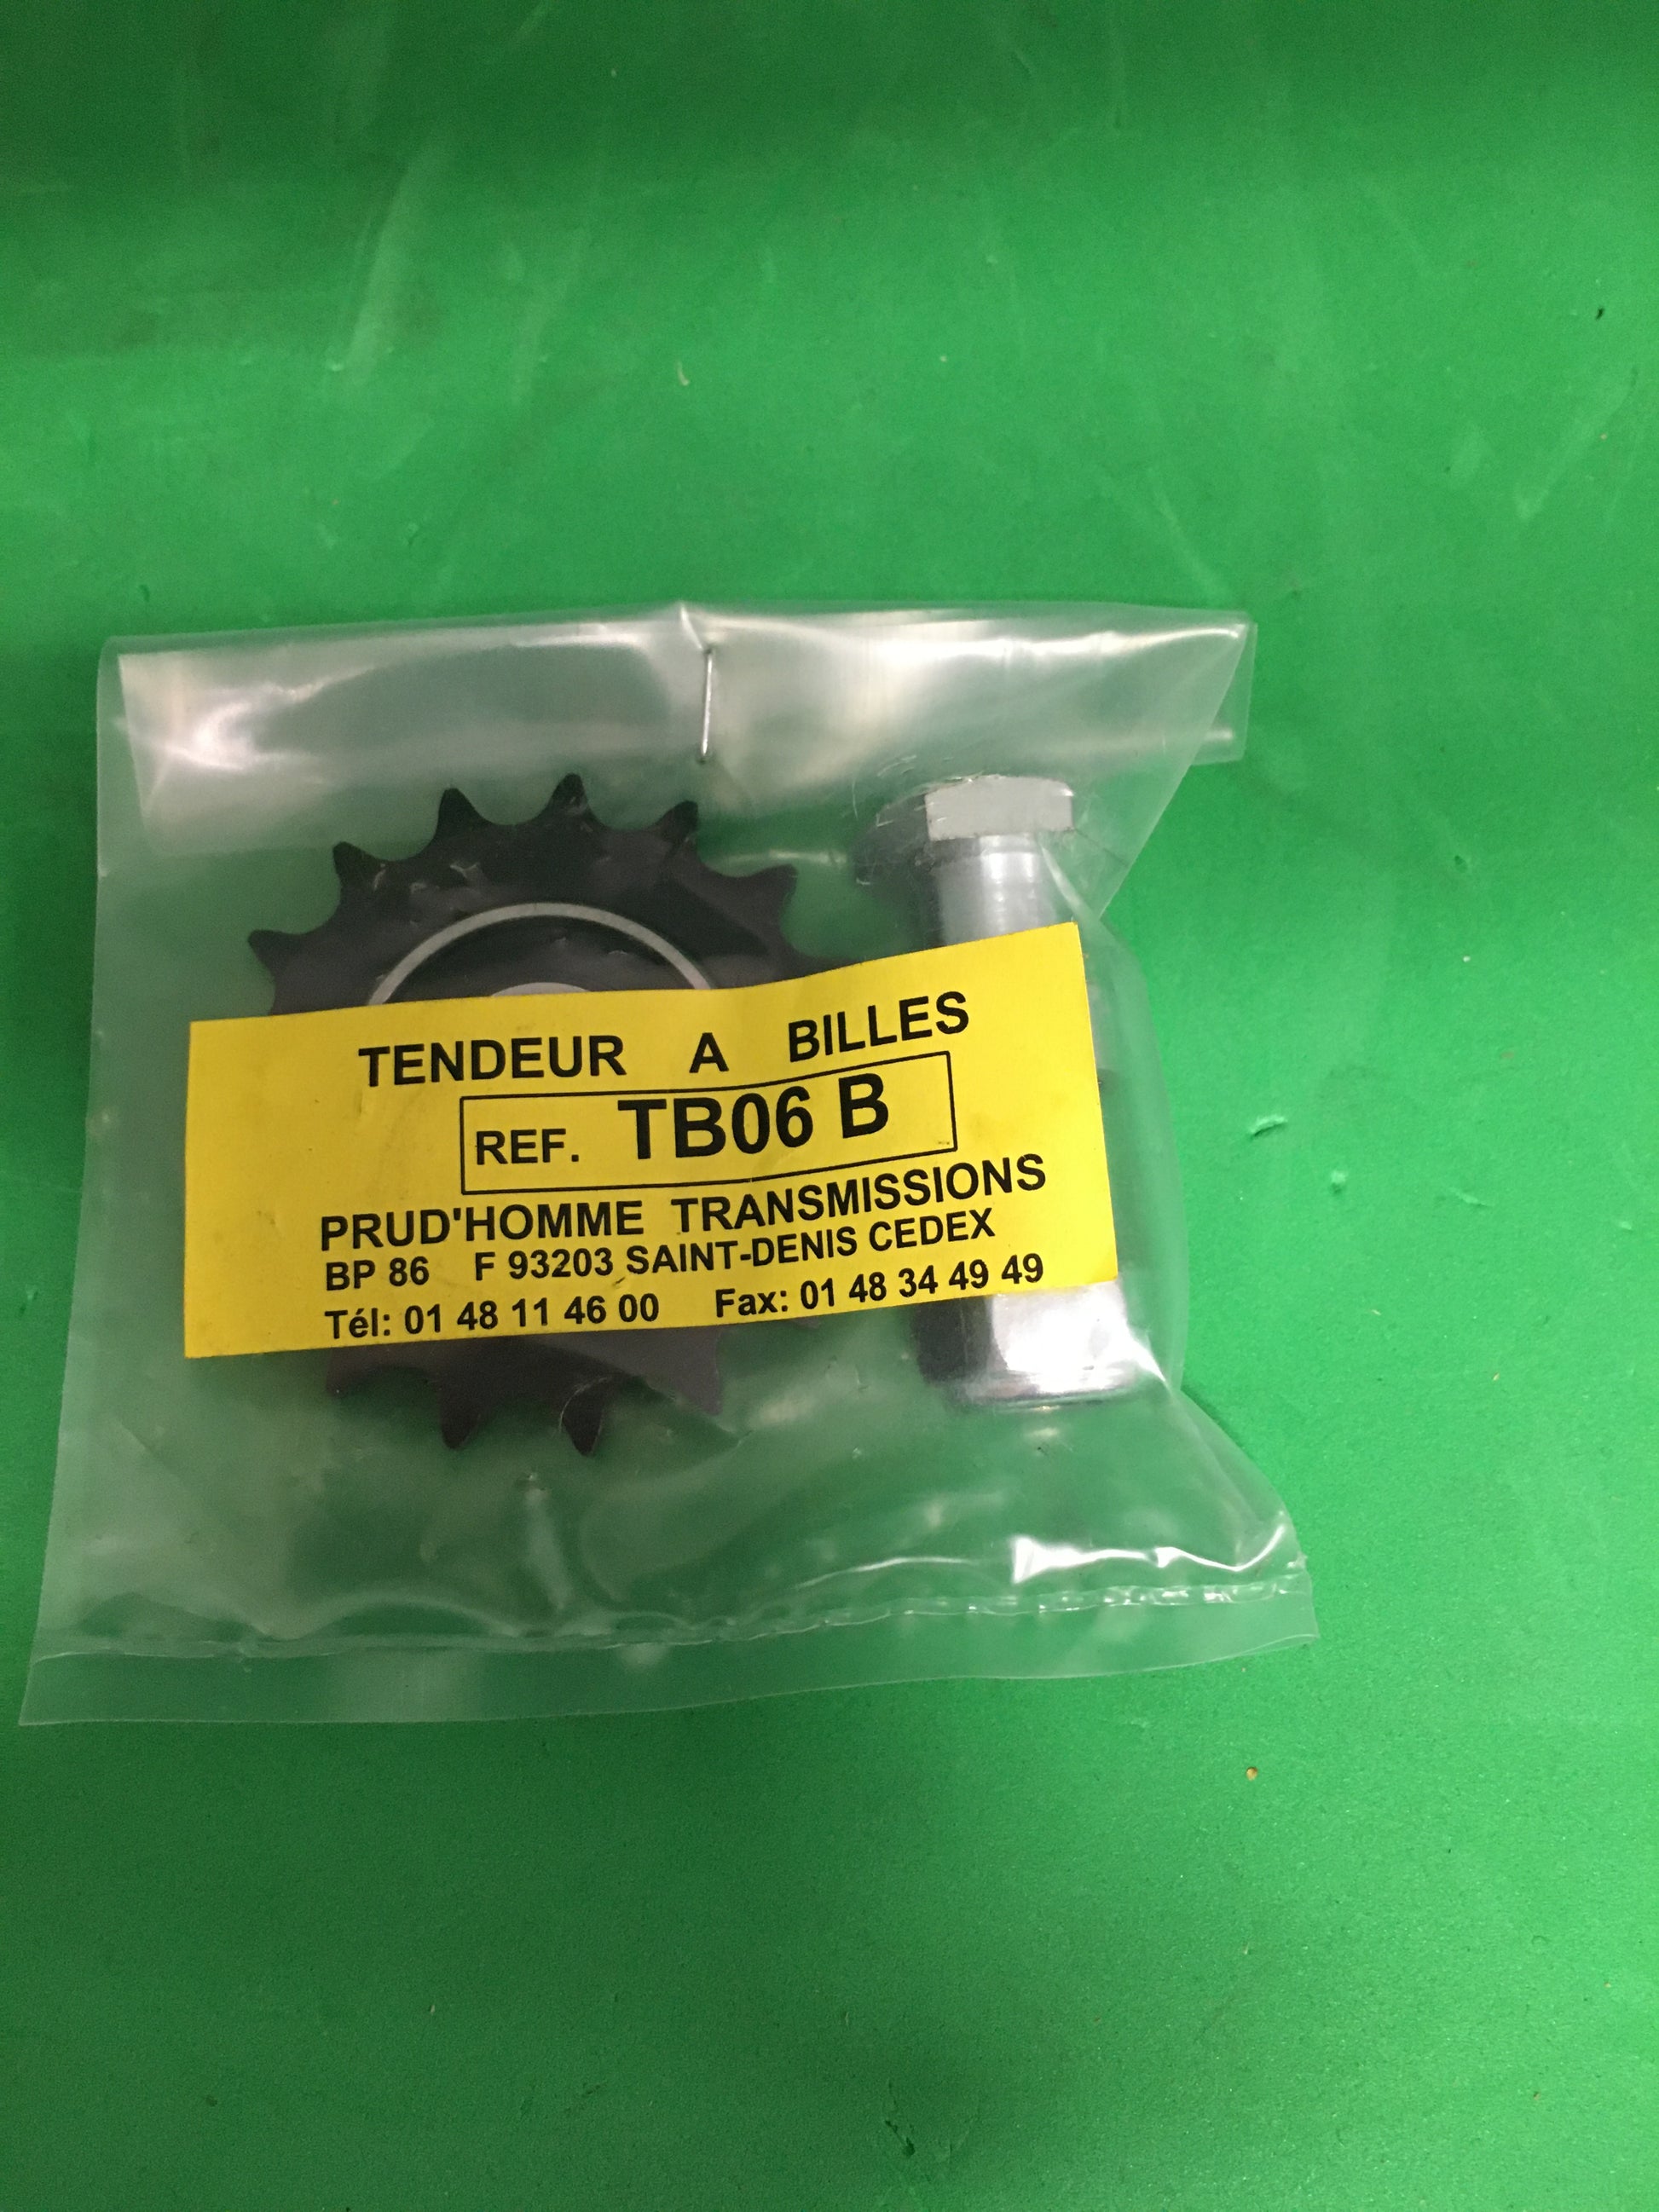 TENDEUR A BILLES
REF. TB06 B
PRUD'HOMME TRANSMISSIONS
BP 86 F 93203 SAINT-DENIS CEDEX
Tél: 01 48 11 46 00 Fax: 01 48 34 49 49